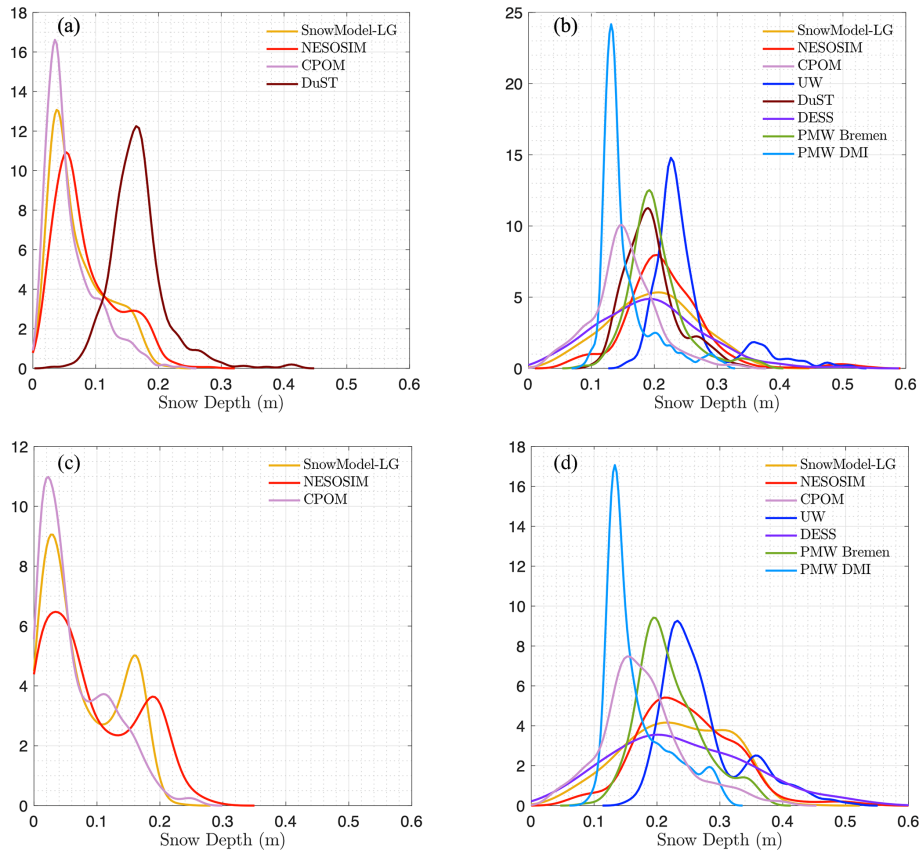 (a)
SnowModel-LG
NESOSIM
CPOM
DuST
18
16
14
12
10
8
6
4
2
0
0 0.1 0.2 0.3 0.4 0.5 0.6
Snow Depth (m)
(b)
SnowModel-LG
NESOSIM
CPOM
UW
DuST
DESS
PMW Bremen
PMW DMI
25
20
15
10
5
0
0 0.1 0.2 0.3 0.4 0.5 0.6
Snow Depth (m)
(c)
SnowModel-LG
NESOSIM
CPOM
12
10
8
6
4
2
0
0 0.1 0.2 0.3 0.4 0.5 0.6
Snow Depth (m)
(d)
SnowModel-LG
NESOSIM
CPOM
UW
DESS
PMW Bremen
PMW DMI
18
16
14
12
10
8
6
4
2
0
0 0.1 0.2 0.3 0.4 0.5 0.6
Snow Depth (m)